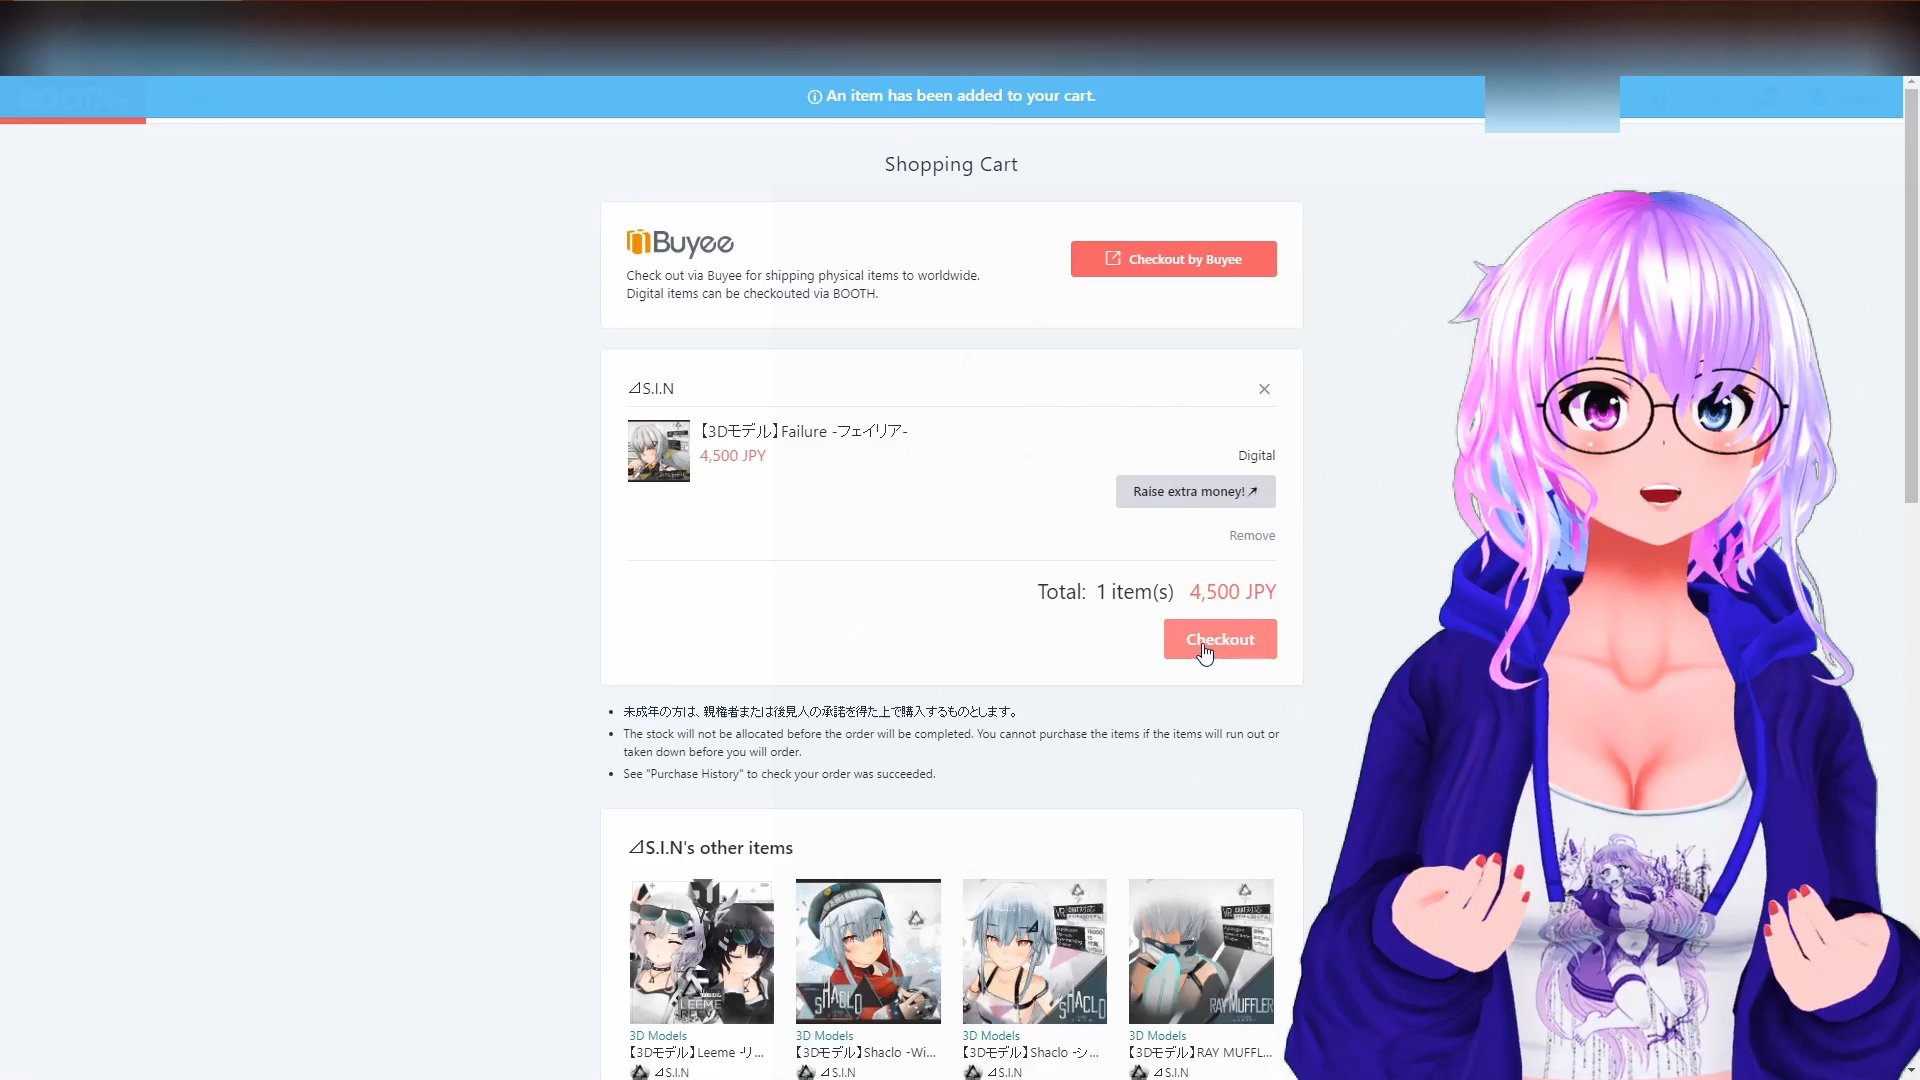 An item has been added to your cart.
Shopping Cart
Buyee
Check out via Buyee for shipping physical items to worldwide.
Digital items can be checkouted via BOOTH.
Checkout by Buyee
⊿S.I.N
【3Dモデル】Failure -フェイリア-
4,500 JPY
Digital
Raise extra money!
Remove
Total: 1 item(s) 4,500 JPY
Checkout
未成年の方は、親権者または後見人の承諾を得た上で購入するものとします。
The stock will not be allocated before the order will be completed. You cannot purchase the items if the items will run out or
taken down before you will order.
See "Purchase History" to check your order was succeeded.
⊿S.I.N's other items
LEEME
SHACLO
SHACLO
RAY MUFFLER
3D Models
【3Dモデル】Leeme -リ...
⊿S.I.N
3D Models
【3Dモデル】Shaclo -Wi...
⊿S.I.N
3D Models
【3Dモデル】Shaclo -シ...
⊿S.I.N
3D Models
【3Dモデル】RAY MUFFL...
⊿S.I.N